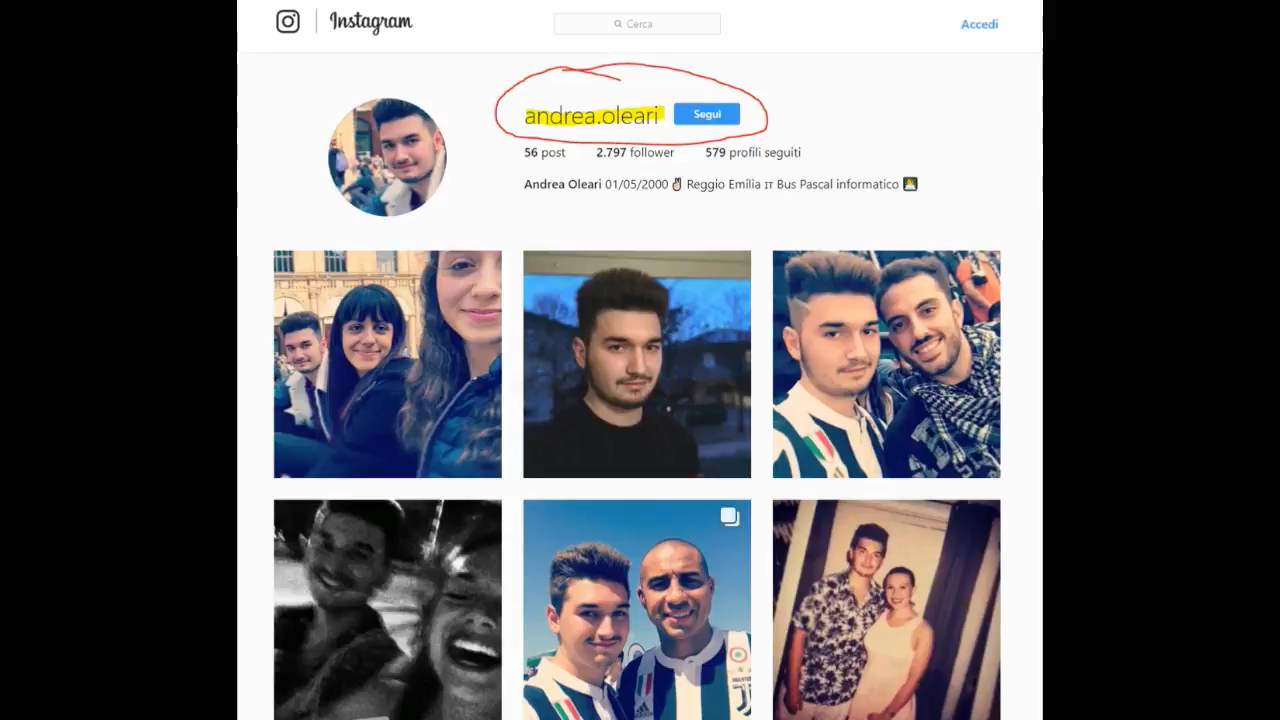 Instagram
Cerca
Accedi
andrea.oleari Segui
56 post 2.797 follower 579 profili seguiti
Andrea Oleari 01/05/2000 ✌🏻 Reggio Emilia IT Bus Pascal informatico 👨🏻‍💻